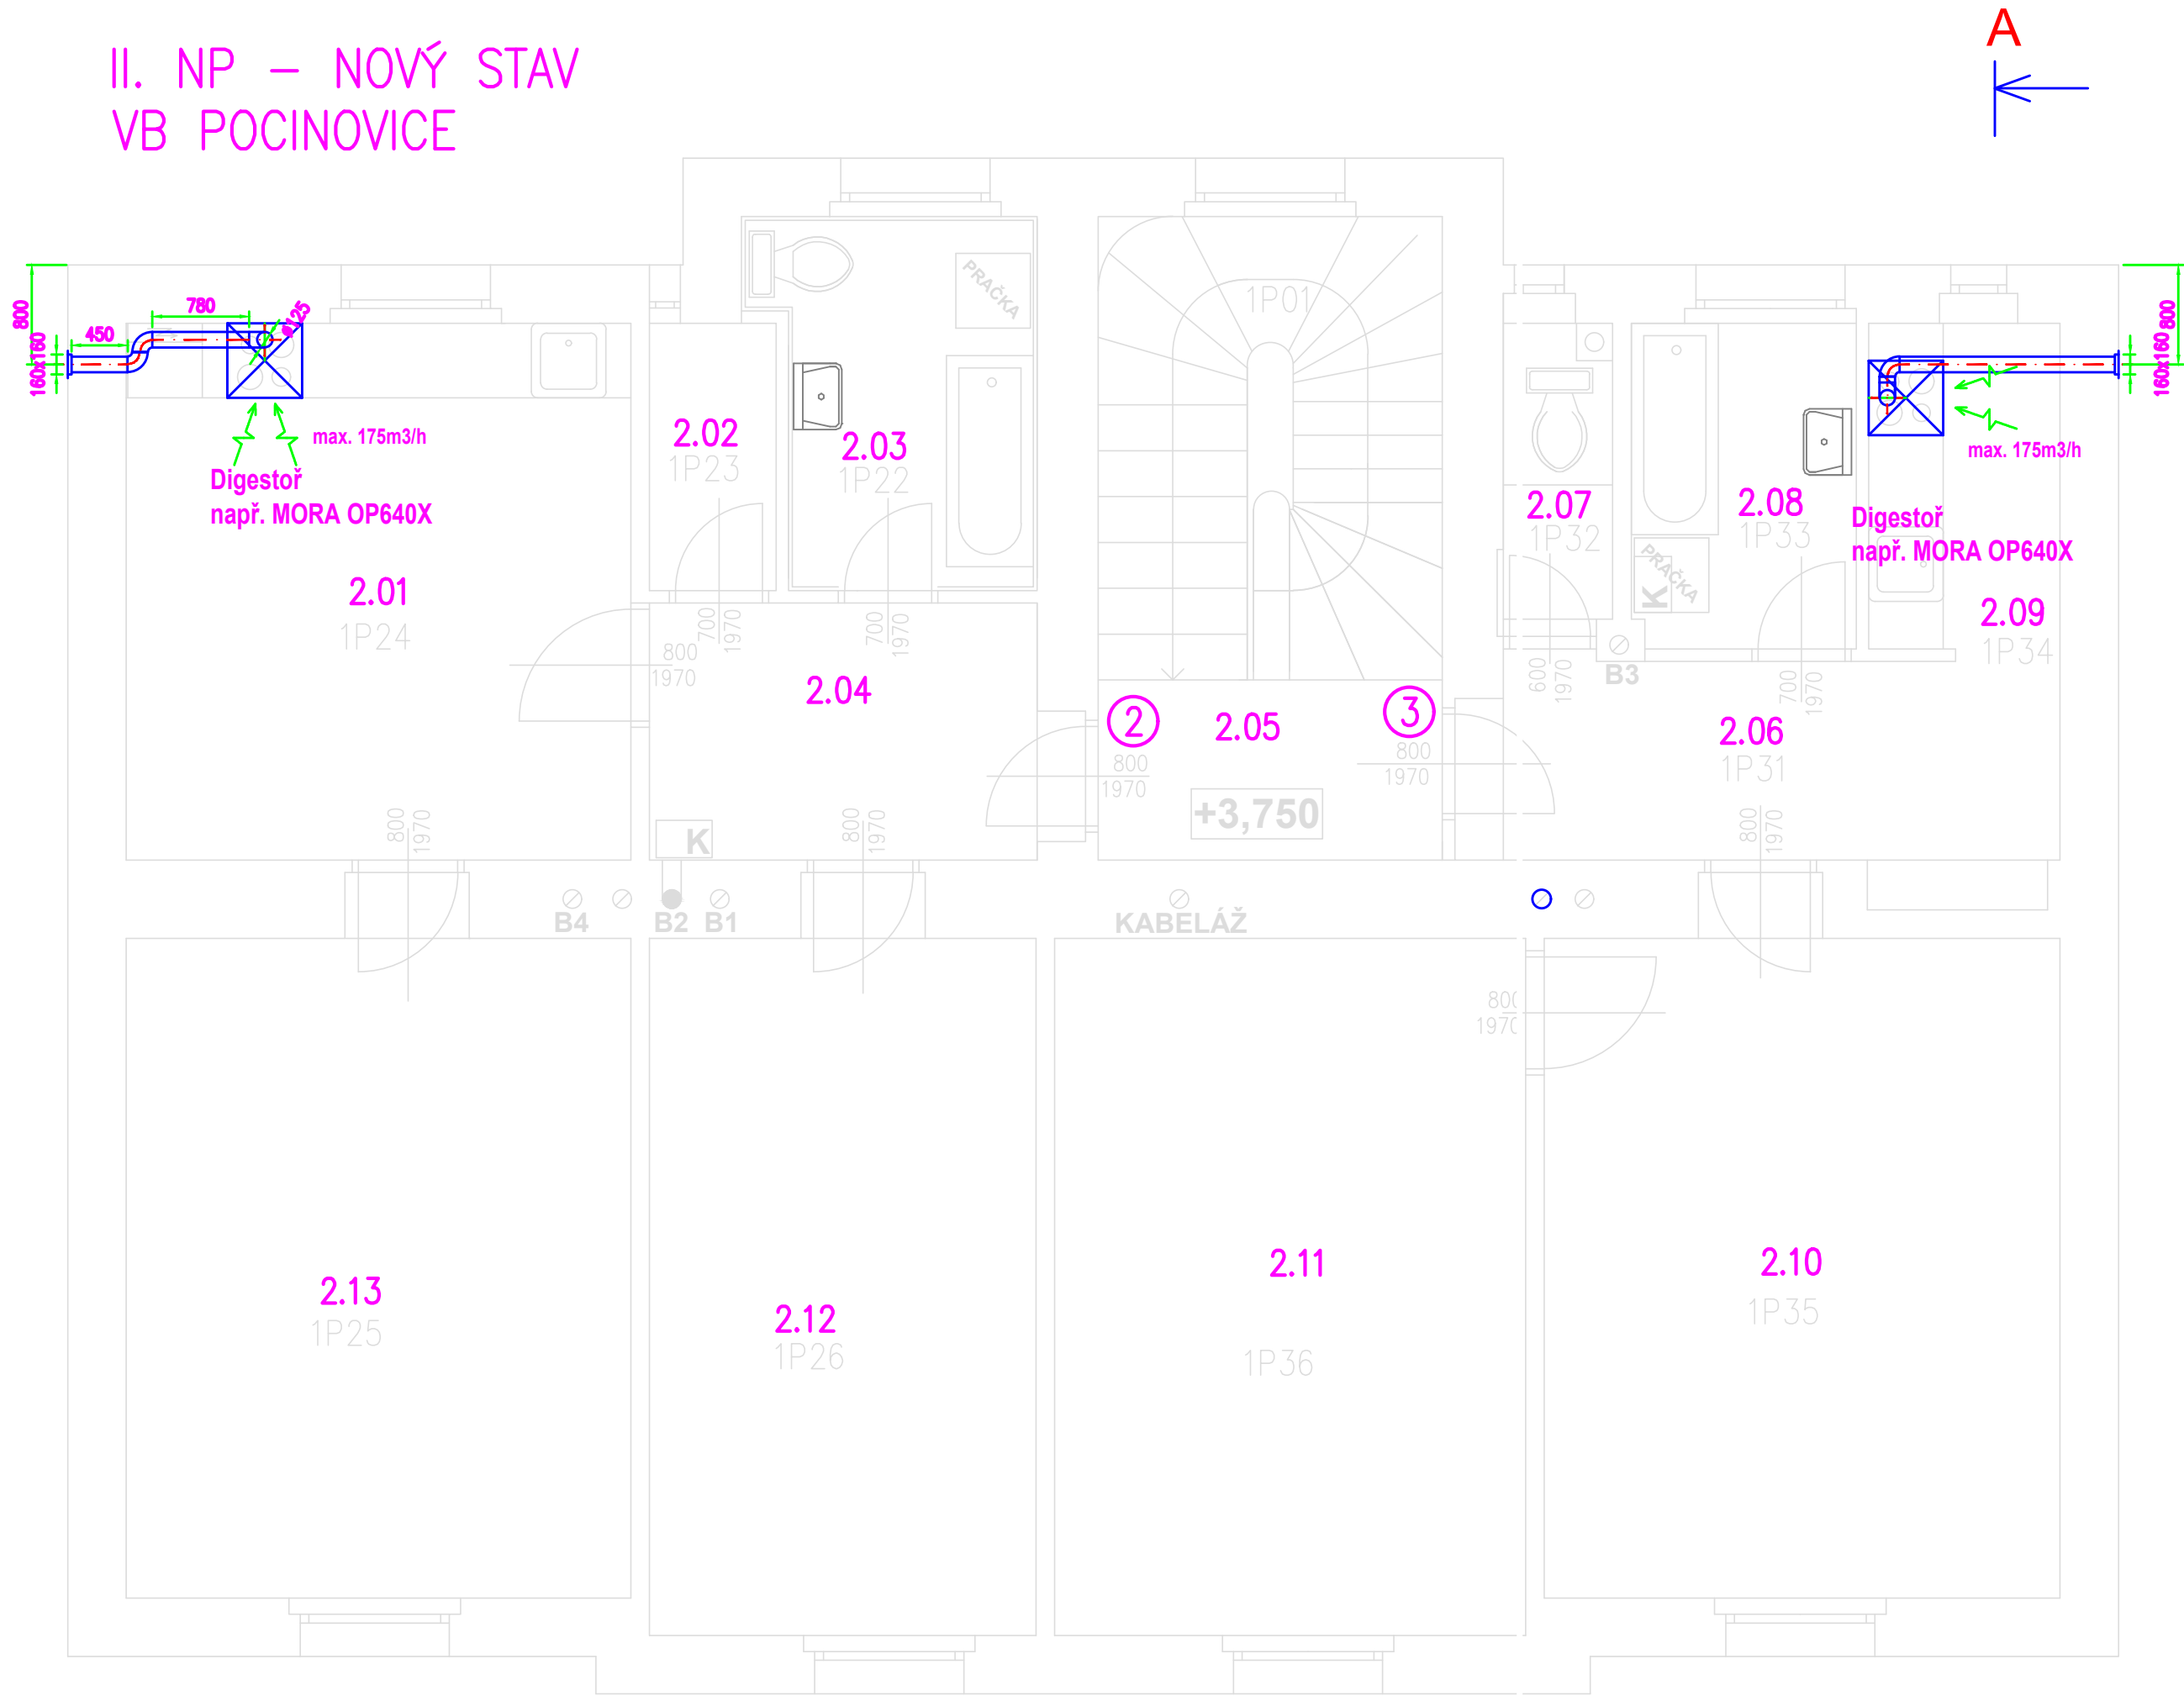 II. NP – NOVÝ STAV
VB POCINOVICE
A
800
160x160
450
780
ø125
max. 175m3/h
Digestoř
např. MORA OP640X
2.01
1P24
2.02
1P23
2.03
1P22
PRAČKA
1P01
2.04
2.05
2
3
+3,750
2.07
1P32
2.08
1P33
PRAČKA
K
B3
800
160x160
max. 175m3/h
Digestoř
např. MORA OP640X
2.09
1P34
2.06
1P31
800
1970
700
1970
700
1970
800
1970
800
1970
600
1970
700
1970
800
1970
800
1970
800
1970
K
B4
B2
B1
KABELÁŽ
800
1970
2.13
1P25
2.12
1P26
2.11
1P36
2.10
1P35